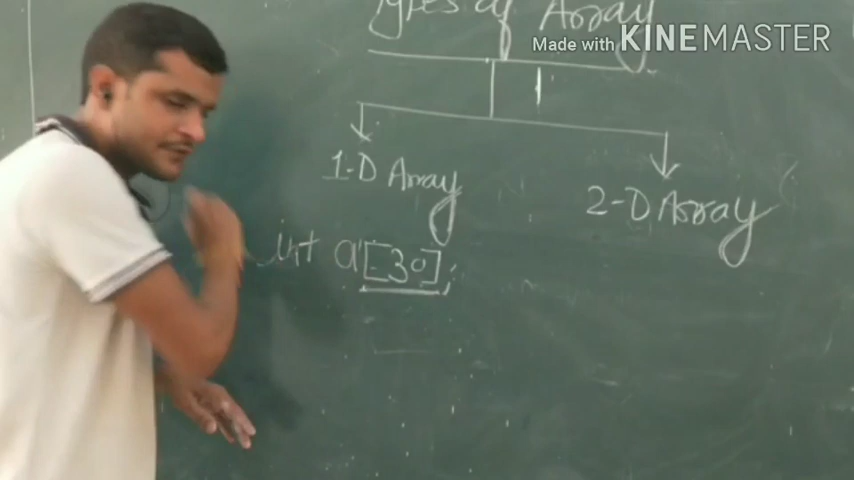 Types of Array
Made with KINEMASTER
1-D Array
2-D Array
int a[30];